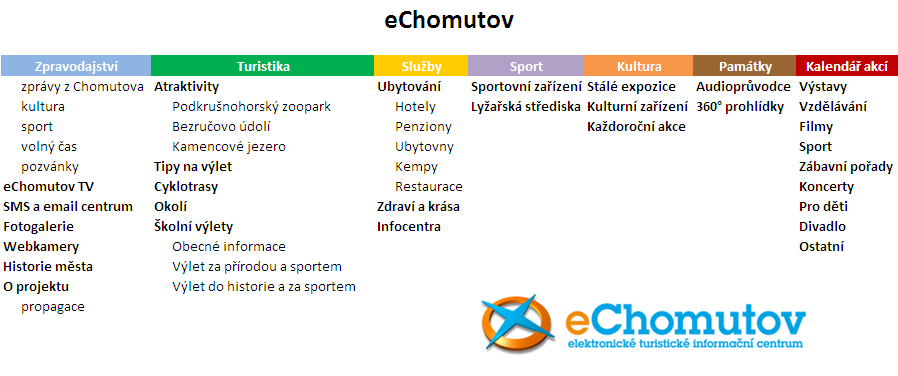 eChomutov
Zpravodajství
zprávy z Chomutova
kultura
sport
volný čas
pozvánky
eChomutov TV
SMS a email centrum
Fotogalerie
Webkamery
Historie města
O projektu
propagace
Turistika
Atraktivity
Podkrušnohorský zoopark
Bezručovo údolí
Kamencové jezero
Tipy na výlet
Cyklotrasy
Okolí
Školní výlety
Obecné informace
Výlet za přírodou a sportem
Výlet do historie a za sportem
Služby
Ubytování
Hotely
Penziony
Ubytovny
Kempy
Restaurace
Zdraví a krása
Infocentra
Sport
Sportovní zařízení
Lyžařská střediska
Kultura
Stálé expozice
Kulturní zařízení
Každoroční akce
Památky
Audioprůvodce
360° prohlídky
Kalendář akcí
Výstavy
Vzdělávání
Filmy
Sport
Zábavní pořady
Koncerty
Pro děti
Divadlo
Ostatní
eChomutov
elektronické turistické informační centrum